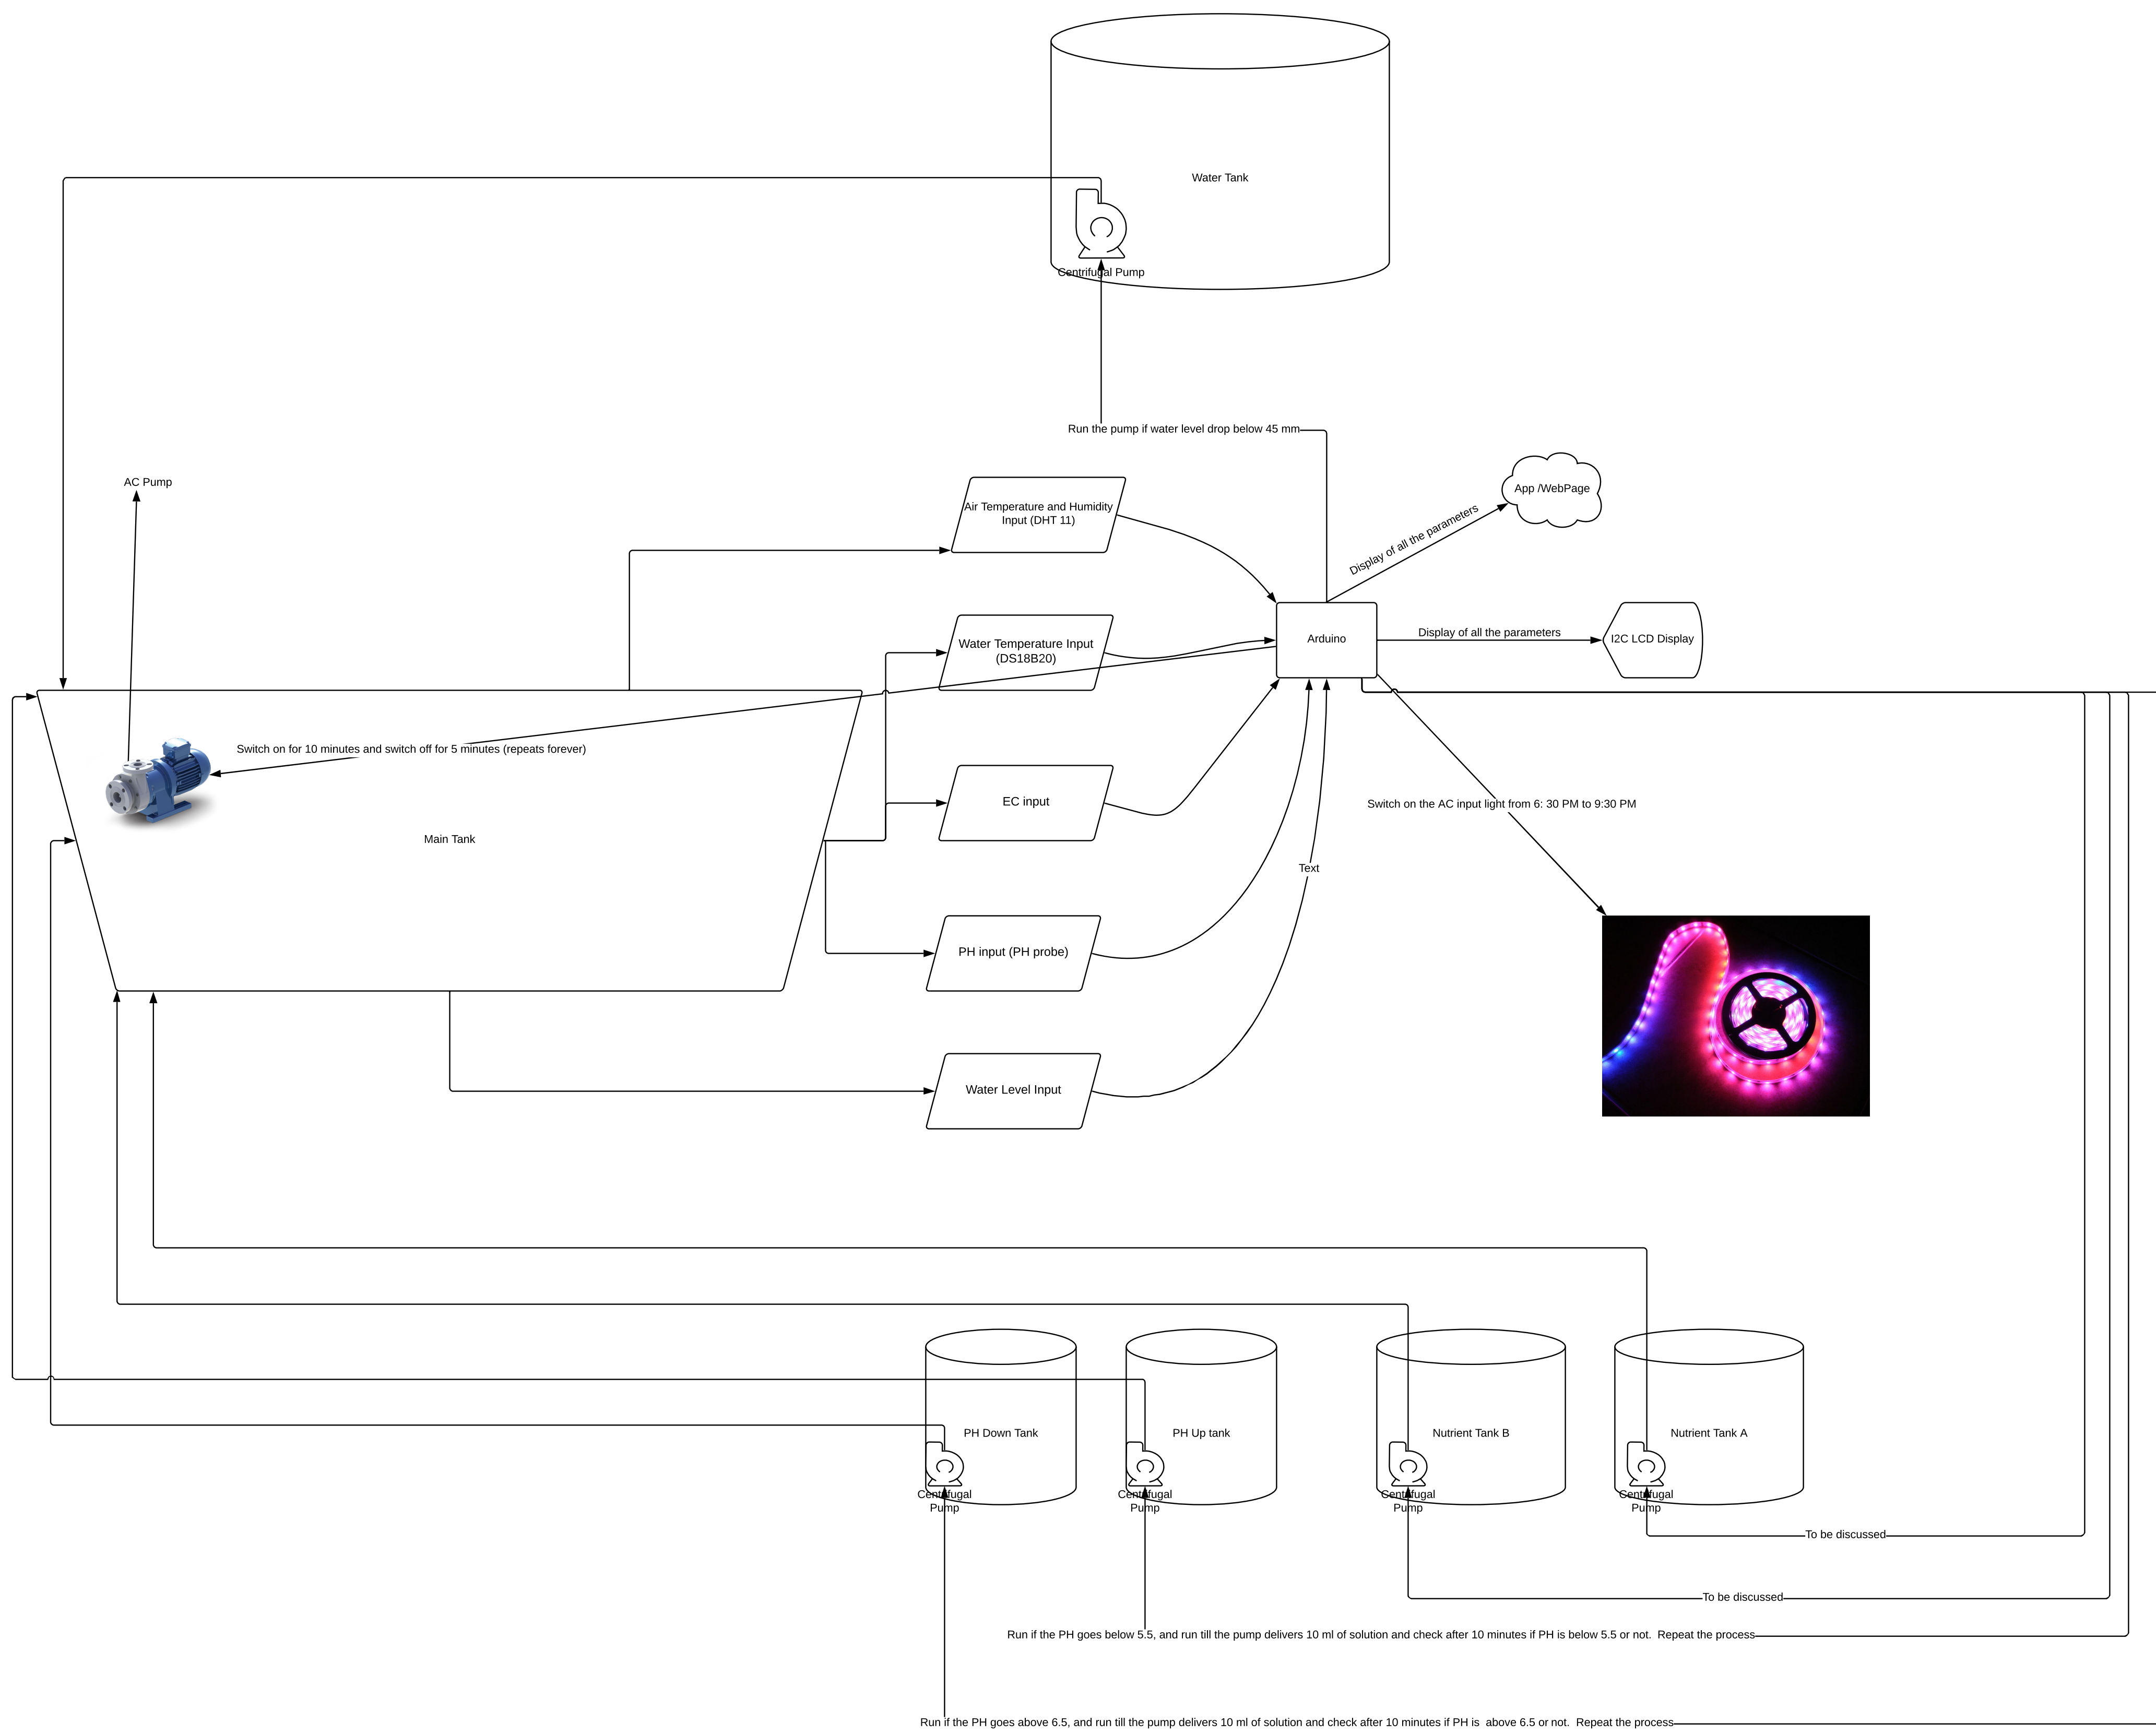 Water Tank
Centrifugal Pump
Run the pump if water level drop below 45 mm
AC Pump
App /WebPage
Air Temperature and Humidity
Input (DHT 11)
Display of all the parameters
Water Temperature Input
(DS18B20)
Arduino
Display of all the parameters
I2C LCD Display
Switch on for 10 minutes and switch off for 5 minutes (repeats forever)
EC input
Switch on the AC input light from 6: 30 PM to 9:30 PM
Main Tank
Text
PH input (PH probe)
Water Level Input
PH Down Tank
PH Up tank
Nutrient Tank B
Nutrient Tank A
Centrifugal
Pump
Centrifugal
Pump
Centrifugal
Pump
Centrifugal
Pump
To be discussed
To be discussed
Run if the PH goes below 5.5, and run till the pump delivers 10 ml of solution and check after 10 minutes if PH is below 5.5 or not.  Repeat the process
Run if the PH goes above 6.5, and run till the pump delivers 10 ml of solution and check after 10 minutes if PH is  above 6.5 or not.  Repeat the process